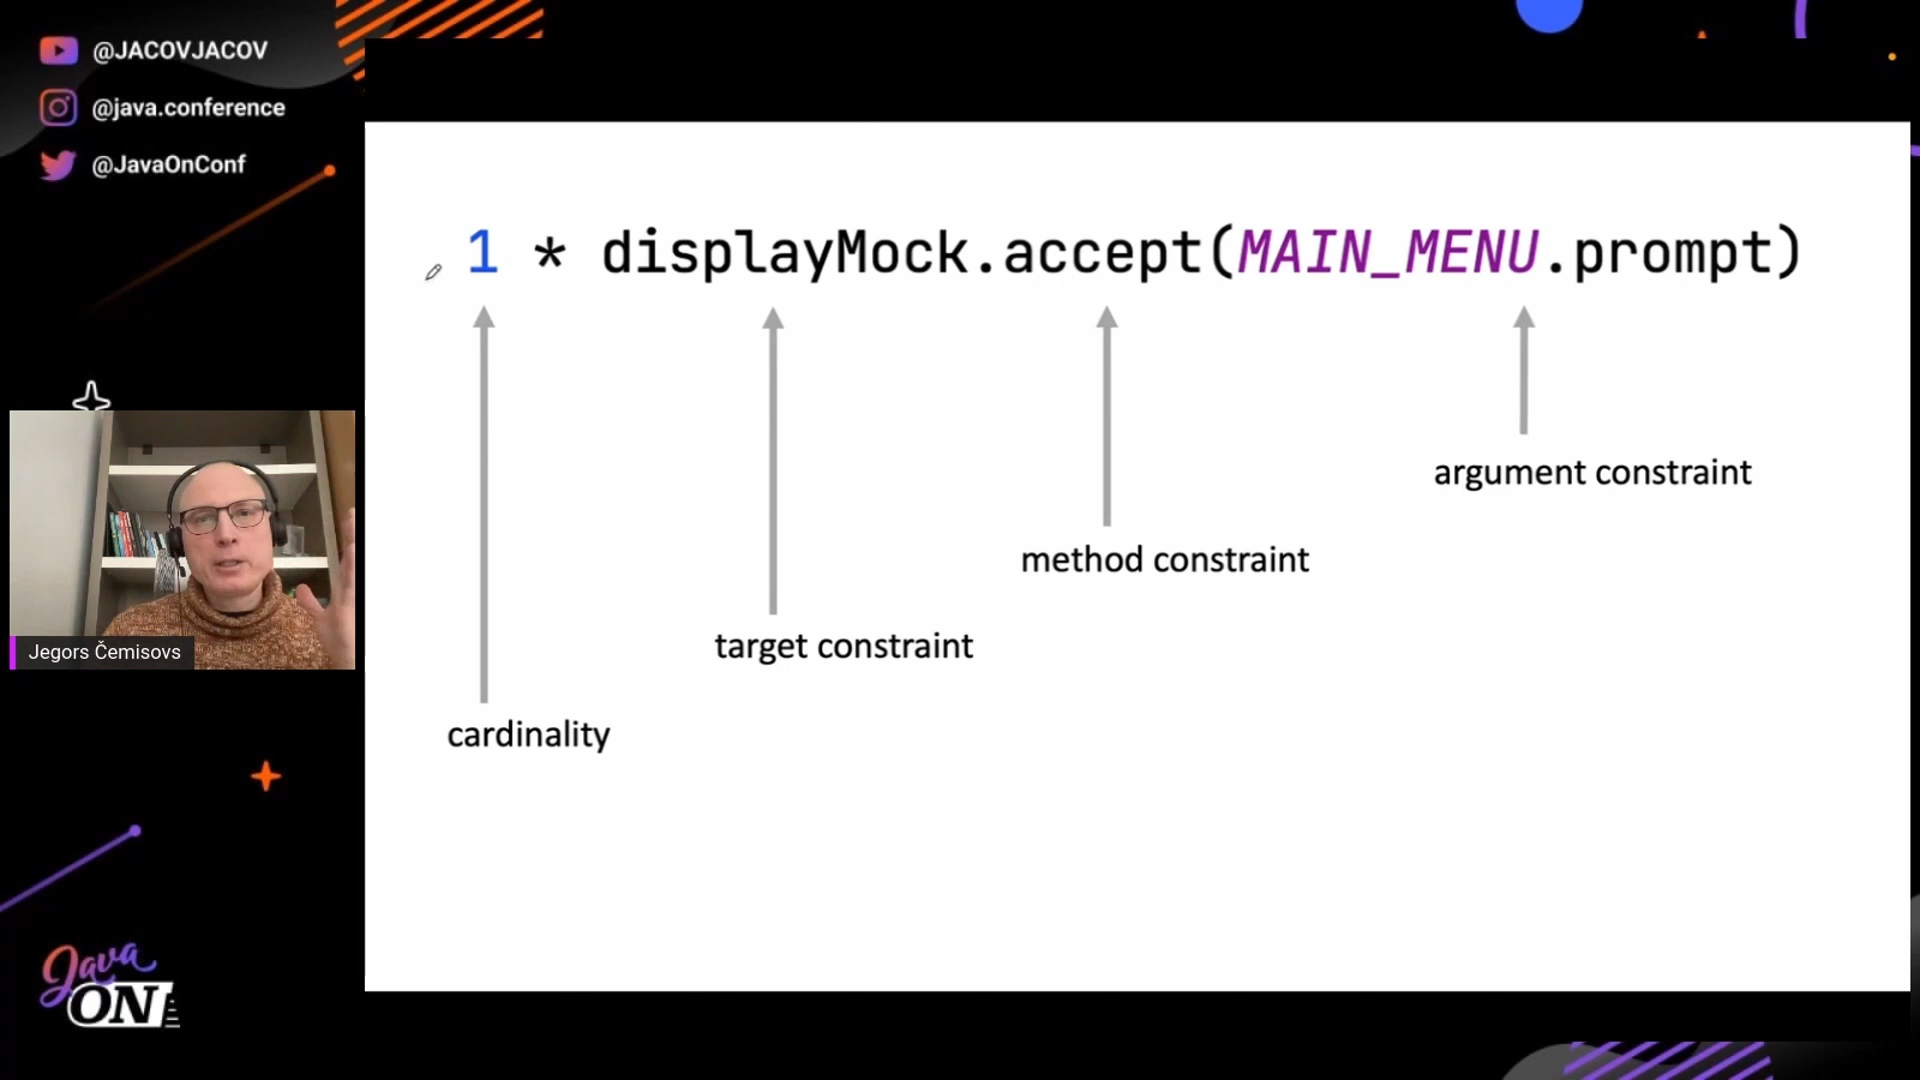 @JACOVJACOV
@java.conference
@JavaOnConf
1 * displayMock.accept(MAIN_MENU.prompt)
argument constraint
method constraint
target constraint
cardinality
Jegors Čemisovs
Java
ON